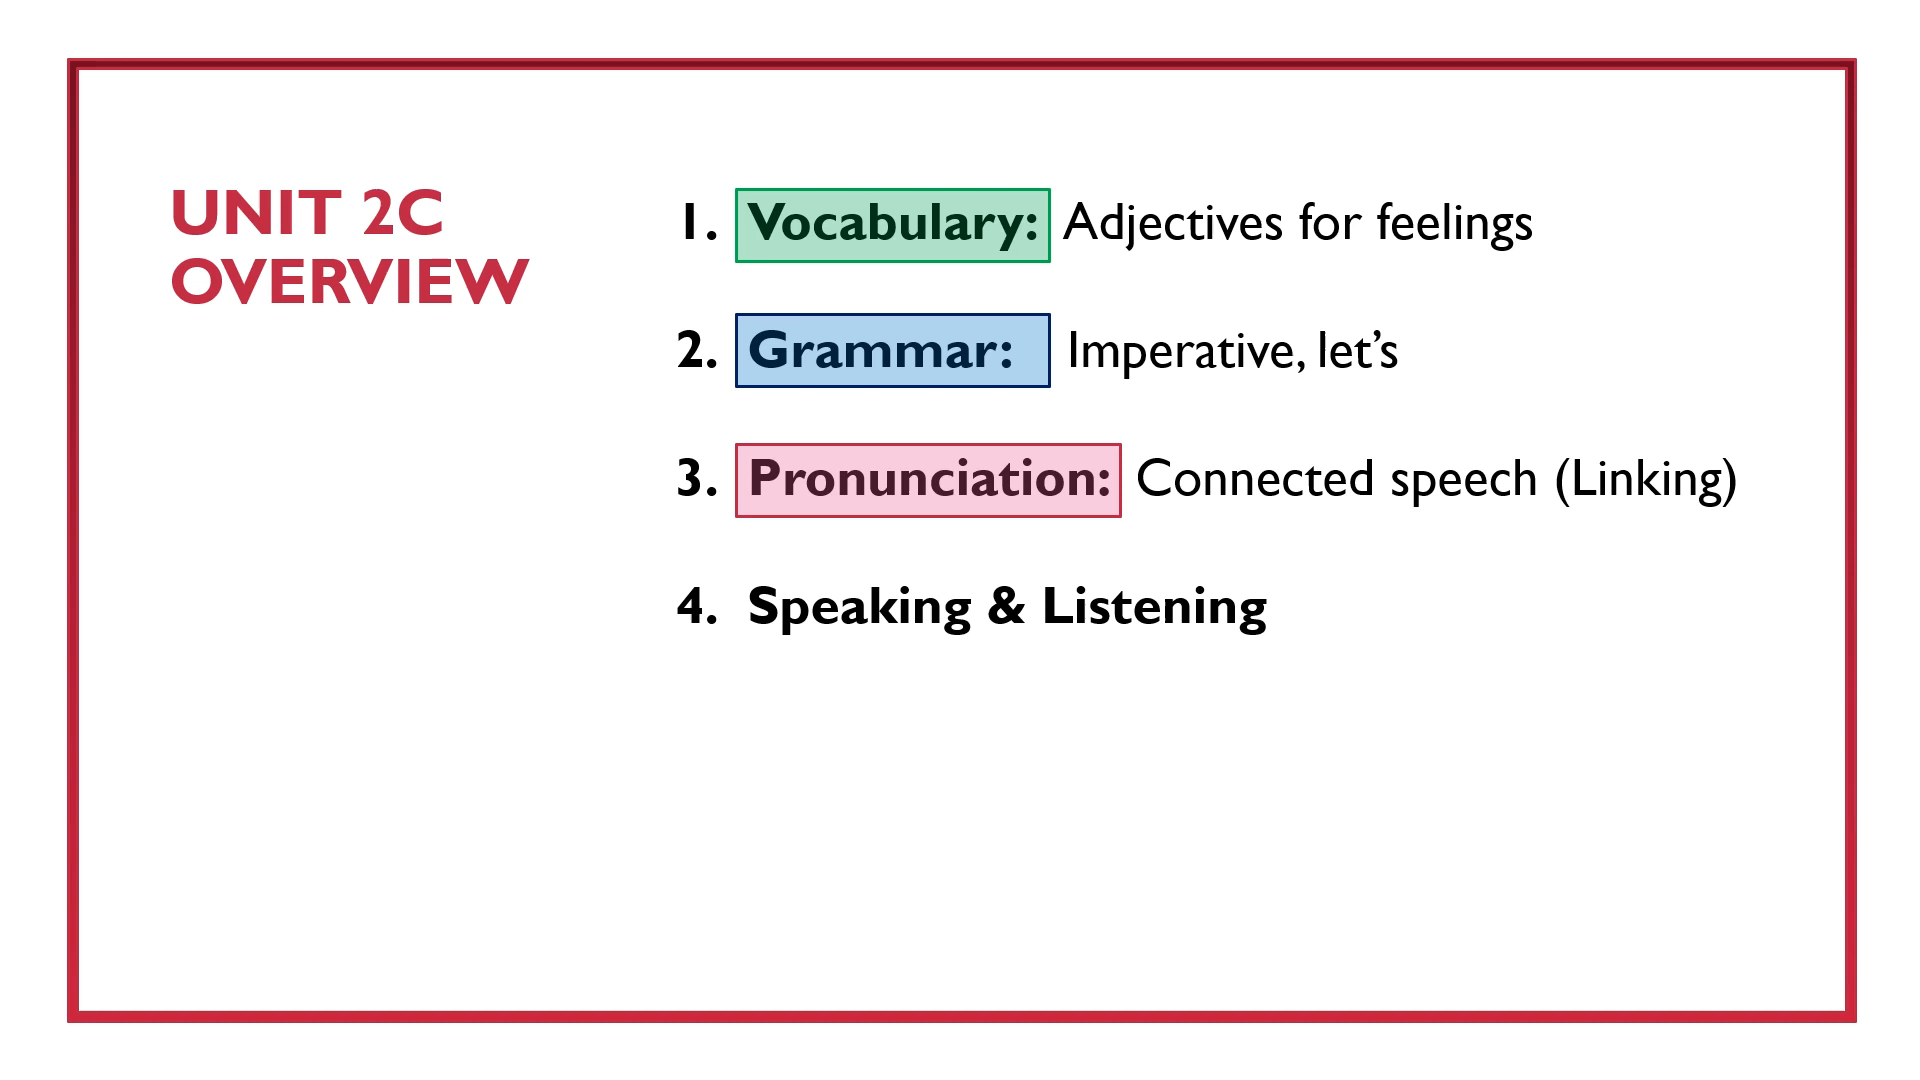 UNIT 2C
OVERVIEW
1. Vocabulary: Adjectives for feelings
2. Grammar: Imperative, let’s
3. Pronunciation: Connected speech (Linking)
4. Speaking & Listening